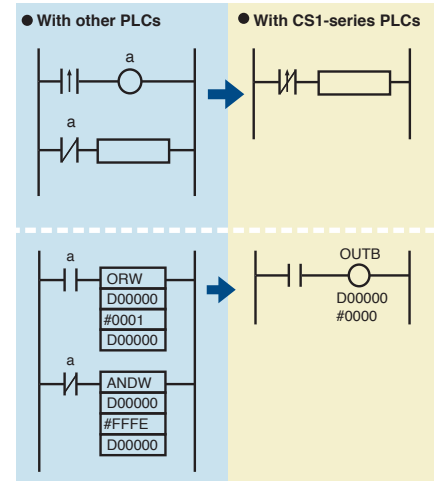 ● With other PLCs
● With CS1-series PLCs
a
a
a
ORW
D00000
#0001
D00000
a
ANDW
D00000
#FFFE
D00000
OUTB
D00000
#0000